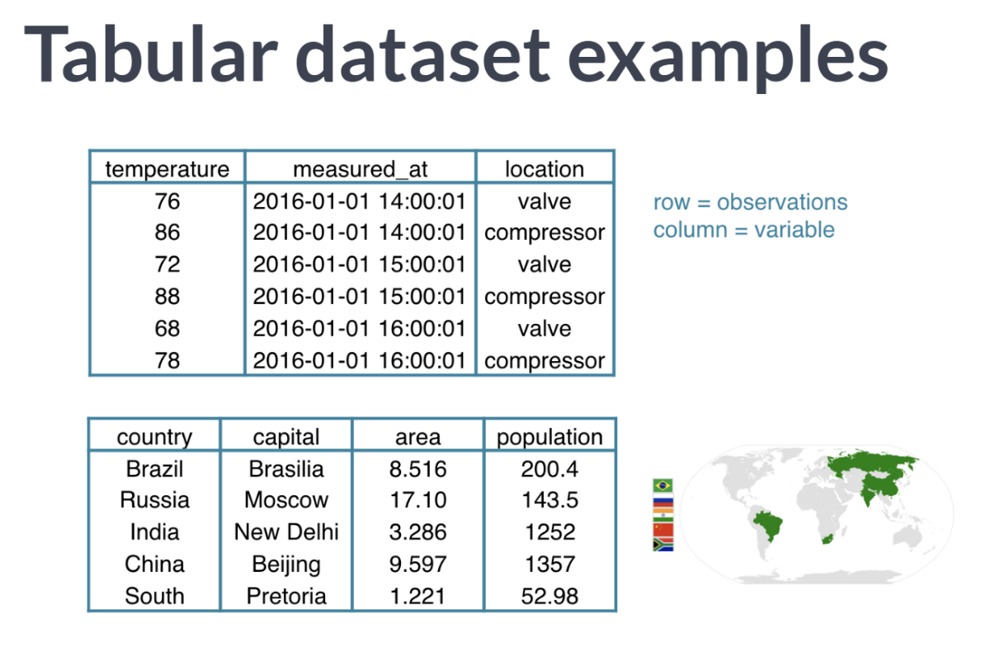 Tabular dataset examples
temperature measured_at location
76 2016-01-01 14:00:01 valve
86 2016-01-01 14:00:01 compressor
72 2016-01-01 15:00:01 valve
88 2016-01-01 15:00:01 compressor
68 2016-01-01 16:00:01 valve
78 2016-01-01 16:00:01 compressor
row = observations
column = variable
country capital area population
Brazil Brasilia 8.516 200.4
Russia Moscow 17.10 143.5
India New Delhi 3.286 1252
China Beijing 9.597 1357
South Pretoria 1.221 52.98